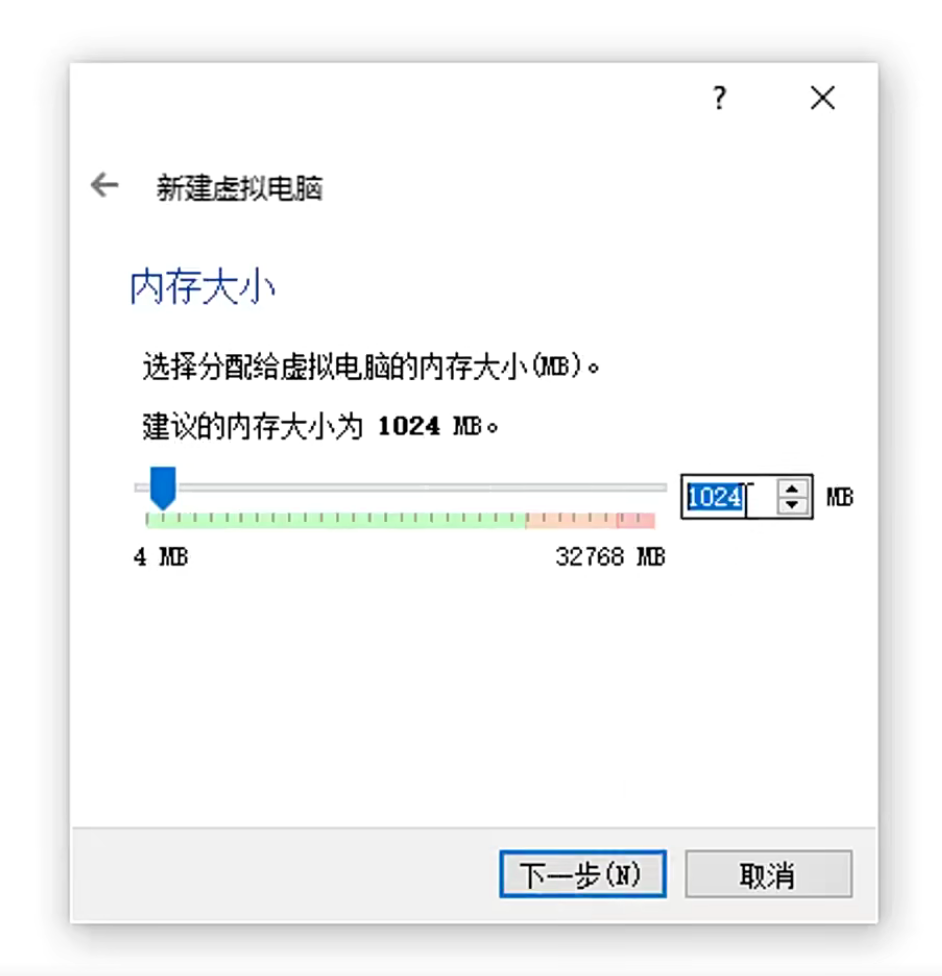 ?
新建虚拟电脑
内存大小
选择分配给虚拟电脑的内存大小(MB)。
建议的内存大小为 1024 MB。
1024 MB
4 MB 32768 MB
下一步(N) 取消